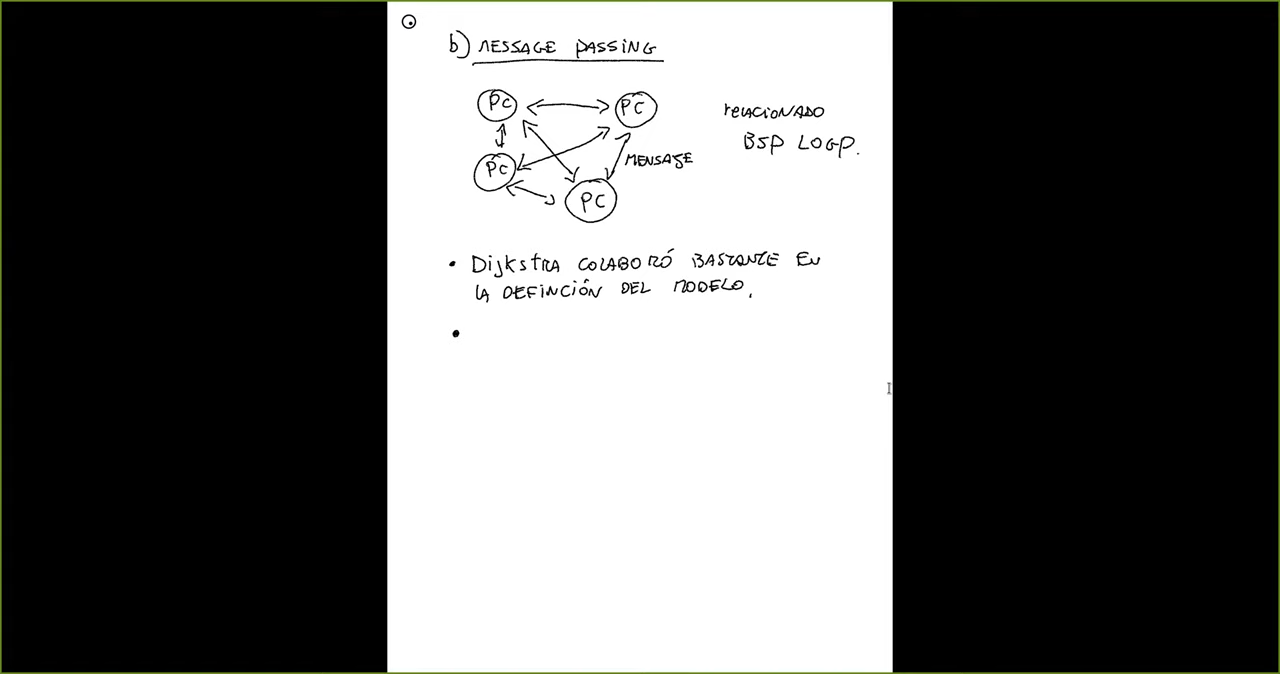 b) MESSAGE PASSING
PC
PC
RELACIONADO
BSP LOGP.
PC
MENSAJE
PC
• Dijkstra COLABORÓ BASTANTE EN
LA DEFINCIÓN DEL MODELO.
•